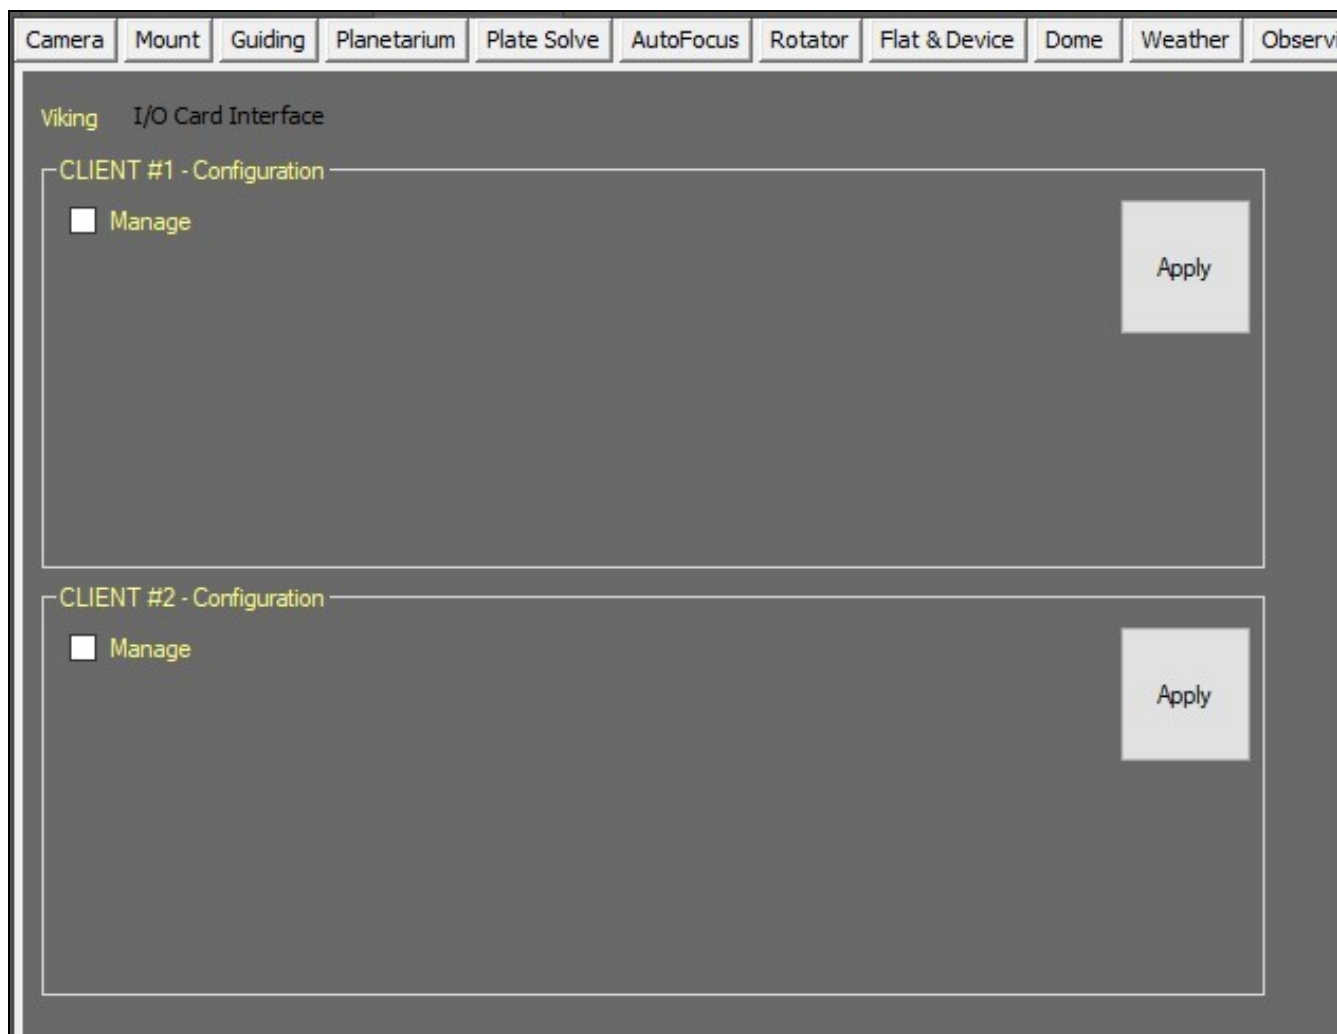 Camera Mount Guiding Planetarium Plate Solve AutoFocus Rotator Flat & Device Dome Weather Observi
Viking I/O Card Interface
CLIENT #1 - Configuration
Manage
Apply
CLIENT #2 - Configuration
Manage
Apply